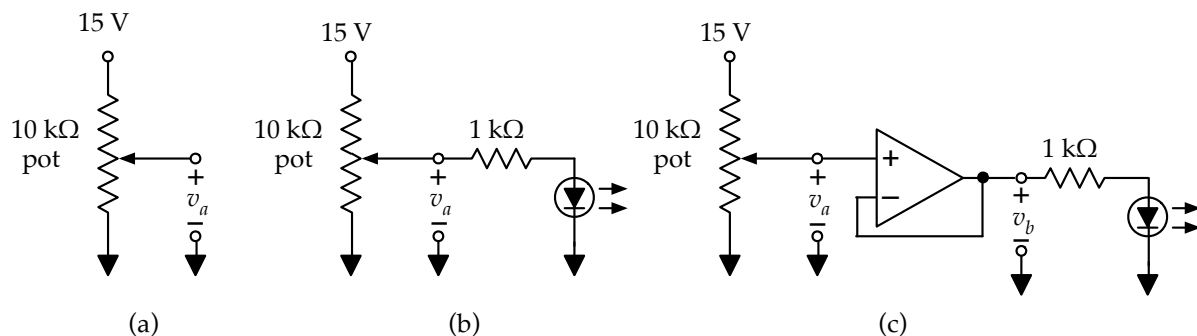 15 V
10 kΩ
pot
+
v_a
−
(a)
15 V
10 kΩ
pot
1 kΩ
+
v_a
−
(b)
15 V
10 kΩ
pot
+
v_a
−
+
−
1 kΩ
+
v_b
−
(c)